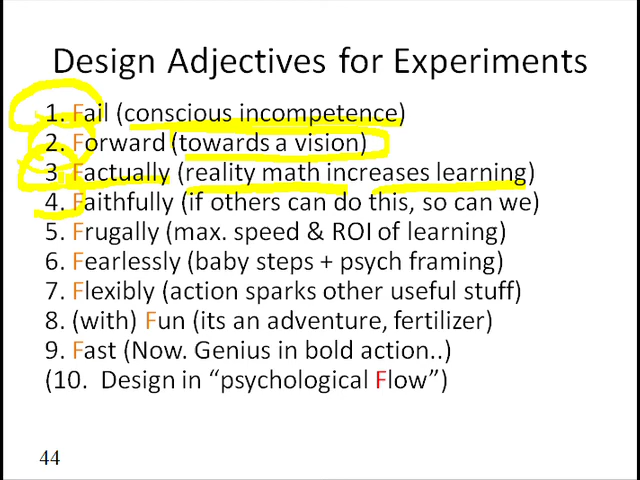 Design Adjectives for Experiments
1. Fail (conscious incompetence)
2. Forward (towards a vision)
3 Factually (reality math increases learning)
4. Faithfully (if others can do this, so can we)
5. Frugally (max. speed & ROI of learning)
6. Fearlessly (baby steps + psych framing)
7. Flexibly (action sparks other useful stuff)
8. (with) Fun (its an adventure, fertilizer)
9. Fast (Now. Genius in bold action..)
(10. Design in “psychological Flow”)
44